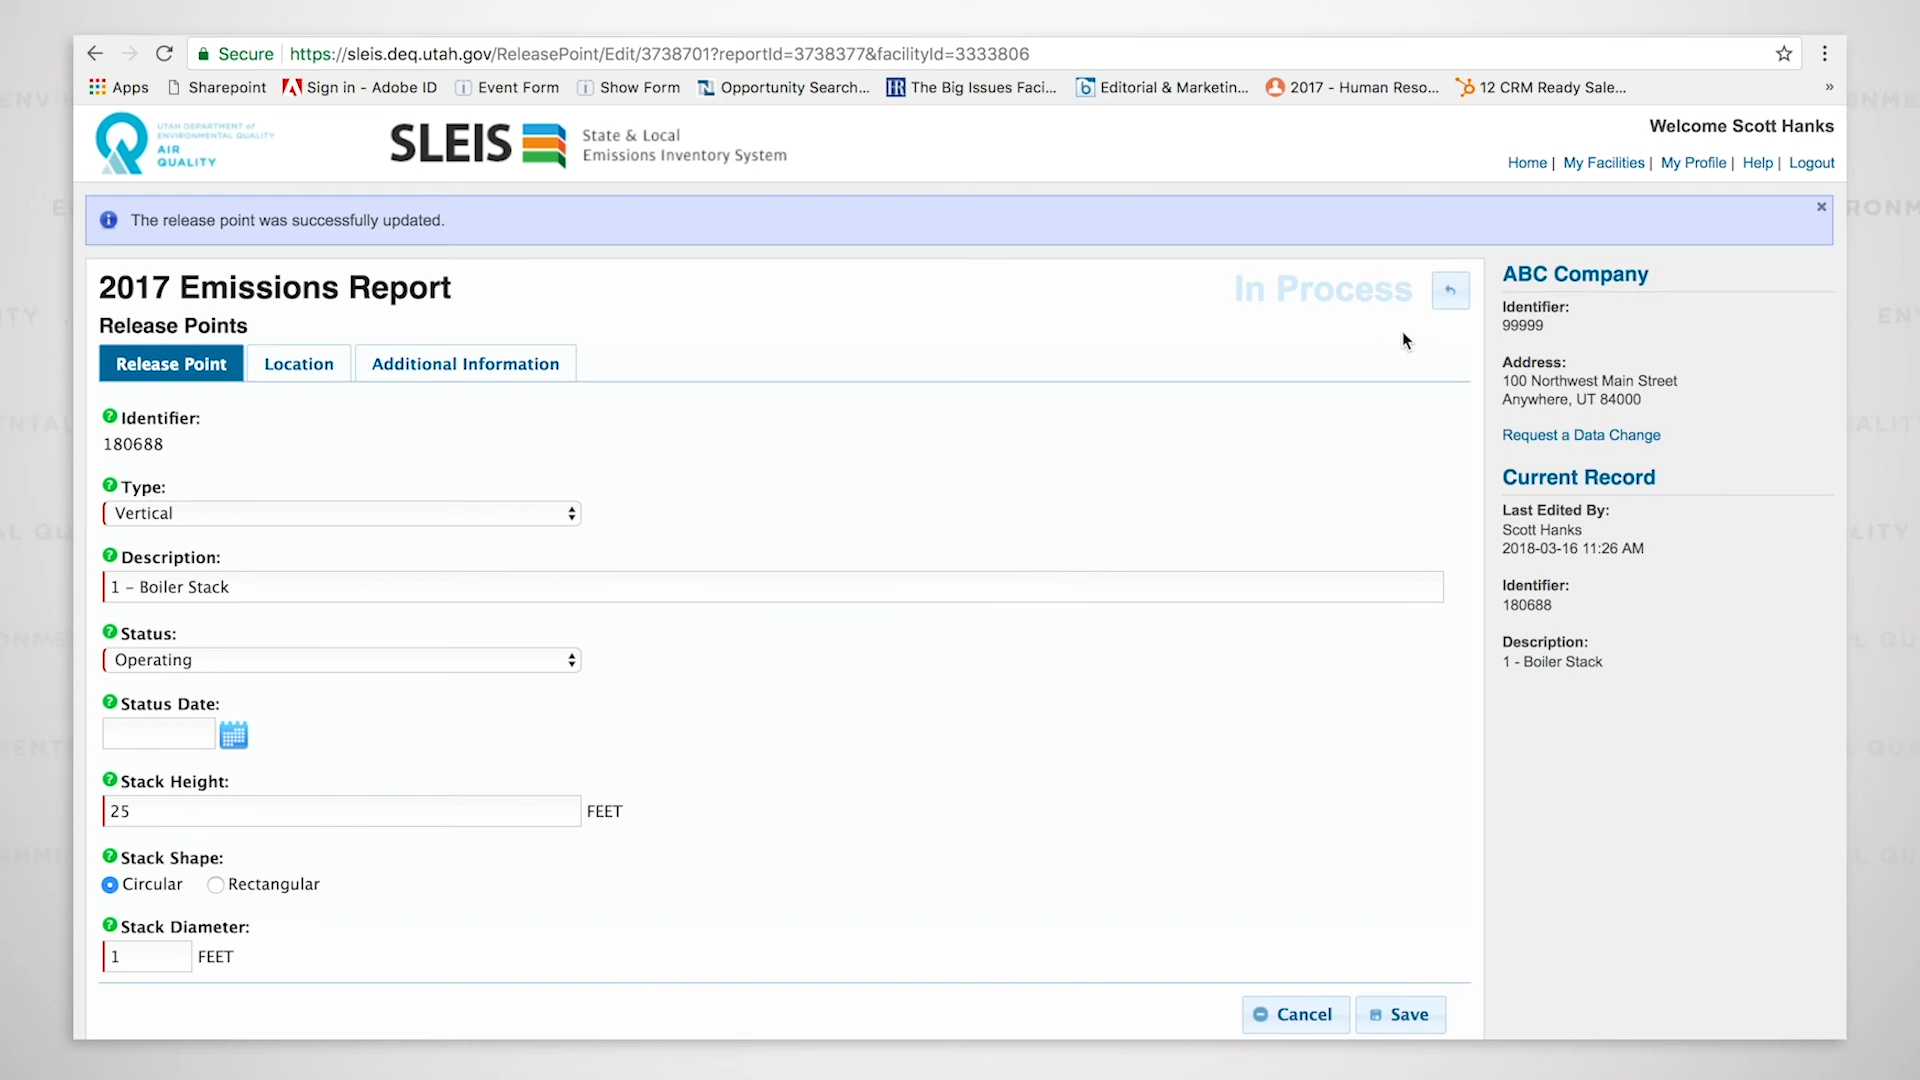 Secure
https://sleis.deq.utah.gov/ReleasePoint/Edit/3738701?reportId=3738377&facilityId=3333806
Apps
Sharepoint
Sign in - Adobe ID
Event Form
Show Form
Opportunity Search...
The Big Issues Faci...
Editorial & Marketin...
2017 - Human Reso...
12 CRM Ready Sale...
»
UTAH DEPARTMENT of
ENVIRONMENTAL QUALITY
AIR
QUALITY
SLEIS
State & Local
Emissions Inventory System
Welcome Scott Hanks
Home | My Facilities | My Profile | Help | Logout
The release point was successfully updated.
2017 Emissions Report
In Process
Release Points
Release Point
Location
Additional Information
Identifier:
180688
Type:
Vertical
Description:
1 - Boiler Stack
Status:
Operating
Status Date:
Stack Height:
25 FEET
Stack Shape:
Circular Rectangular
Stack Diameter:
1 FEET
Cancel
Save
ABC Company
Identifier:
99999
Address:
100 Northwest Main Street
Anywhere, UT 84000
Request a Data Change
Current Record
Last Edited By:
Scott Hanks
2018-03-16 11:26 AM
Identifier:
180688
Description:
1 - Boiler Stack